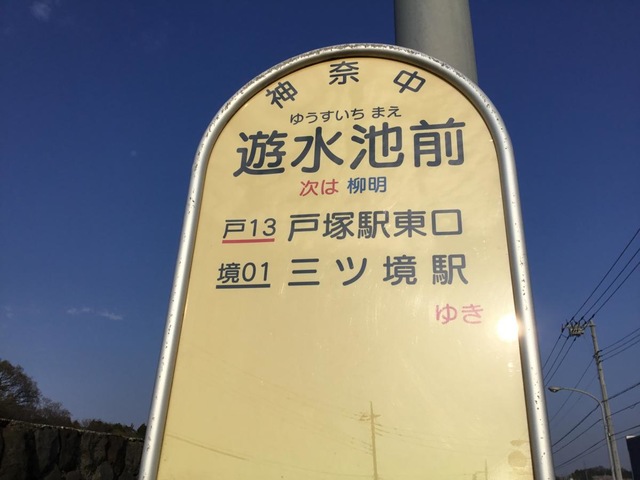 神奈中
ゆうすいち まえ
遊水池前
次は 柳明
戸13 戸塚駅東口
境01 三ツ境駅
ゆき